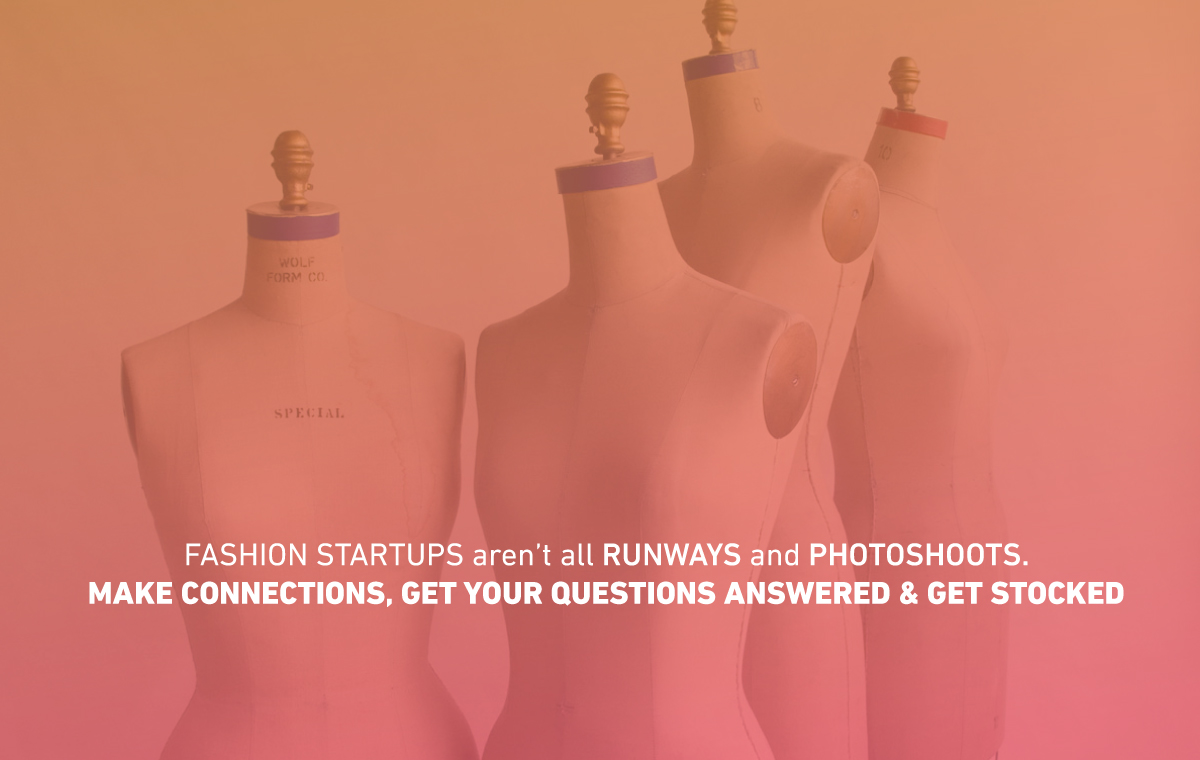 WOLF
FORM CO.
SPECIAL
FASHION STARTUPS aren’t all RUNWAYS and PHOTOSHOOTS.
MAKE CONNECTIONS, GET YOUR QUESTIONS ANSWERED & GET STOCKED